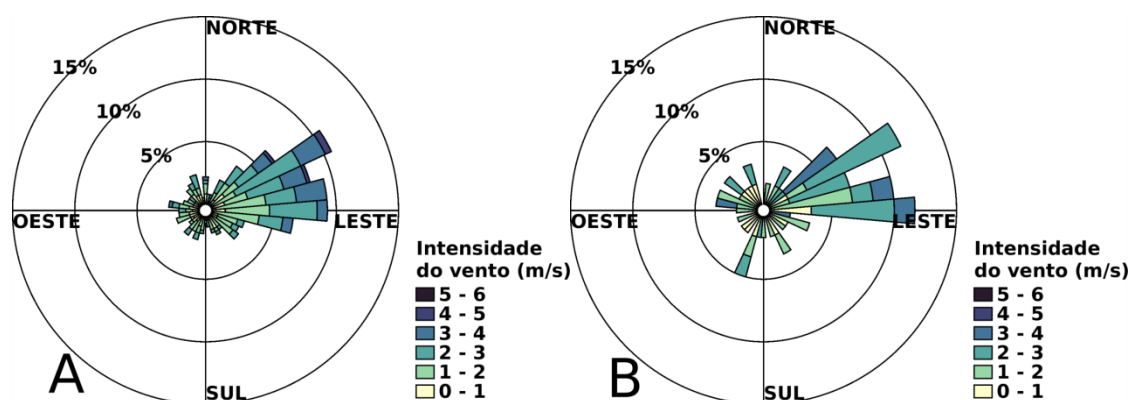 NORTE
15%
10%
5%
OESTE
LESTE
Intensidade
do vento (m/s)
5 - 6
4 - 5
3 - 4
2 - 3
1 - 2
0 - 1
SUL
A
NORTE
15%
10%
5%
OESTE
LESTE
Intensidade
do vento (m/s)
5 - 6
4 - 5
3 - 4
2 - 3
1 - 2
0 - 1
SUL
B